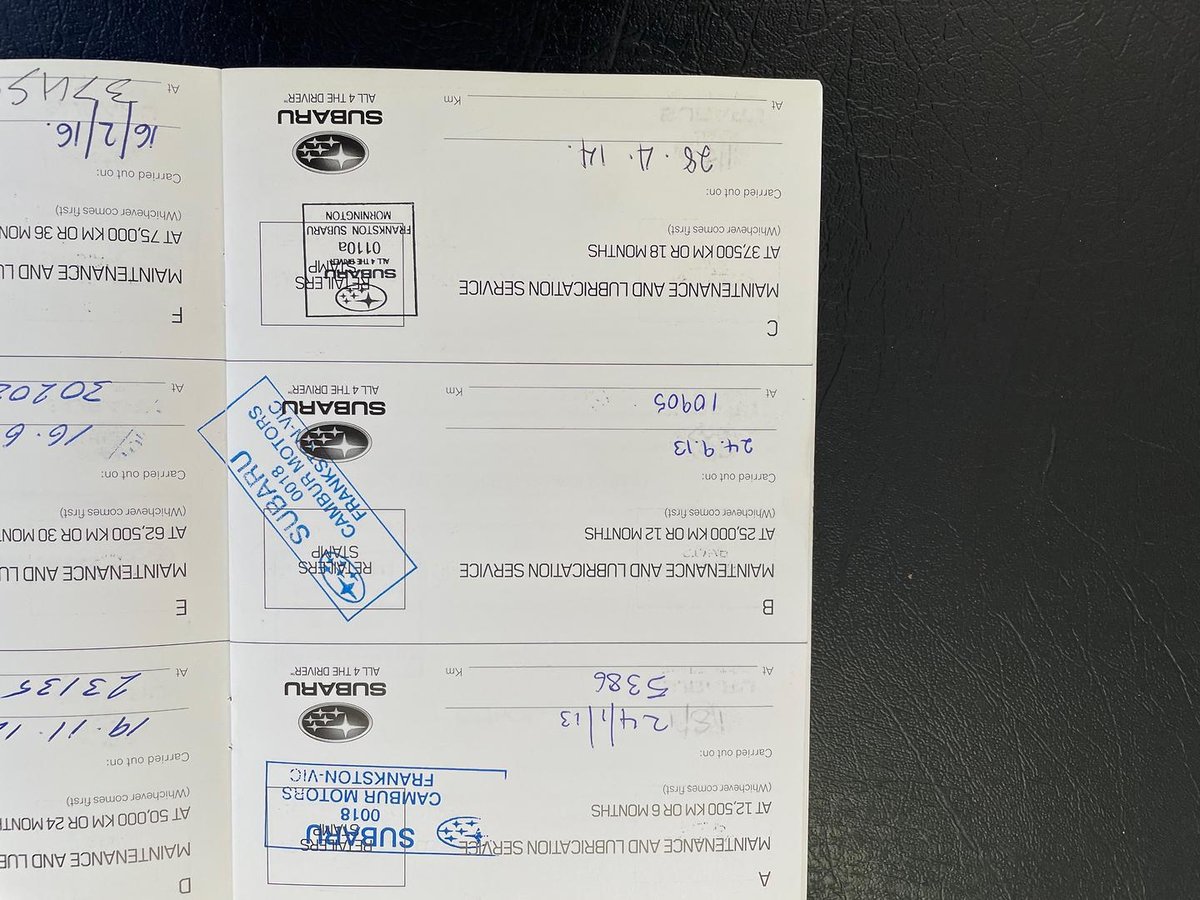 A
MAINTENANCE AND LUBRICATION SERVICE
AT 12,500 KM OR 6 MONTHS
(Whichever comes first)
Carried out on:
24/1/13
At 5386 Km
RETAILERS
STAMP
SUBARU
0018
CAMBUR MOTORS
FRANKSTON-VIC
SUBARU
ALL 4 THE DRIVER™
B
MAINTENANCE AND LUBRICATION SERVICE
AT 25,000 KM OR 12 MONTHS
(Whichever comes first)
Carried out on:
24.9.13
At 10905 Km
RETAILERS
STAMP
SUBARU
0018
CAMBUR MOTORS
FRANKSTON-VIC
SUBARU
ALL 4 THE DRIVER™
C
MAINTENANCE AND LUBRICATION SERVICE
AT 37,500 KM OR 18 MONTHS
(Whichever comes first)
Carried out on:
28.4.14.
At Km
RETAILERS
STAMP
SUBARU
ALL 4 THE DRIVER
0110a
FRANKSTON SUBARU
MORNINGTON
SUBARU
ALL 4 THE DRIVER™
D
MAINTENANCE AND LUB
AT 50,000 KM OR 24 MONTH
(Whichever comes first)
Carried out on:
19.11.1
At 23135
E
MAINTENANCE AND LU
AT 62,500 KM OR 30 MONT
(Whichever comes first)
Carried out on:
16.6
At 30202
F
MAINTENANCE AND LU
AT 75,000 KM OR 36 MON
(Whichever comes first)
Carried out on:
16/2/16.
At 3745